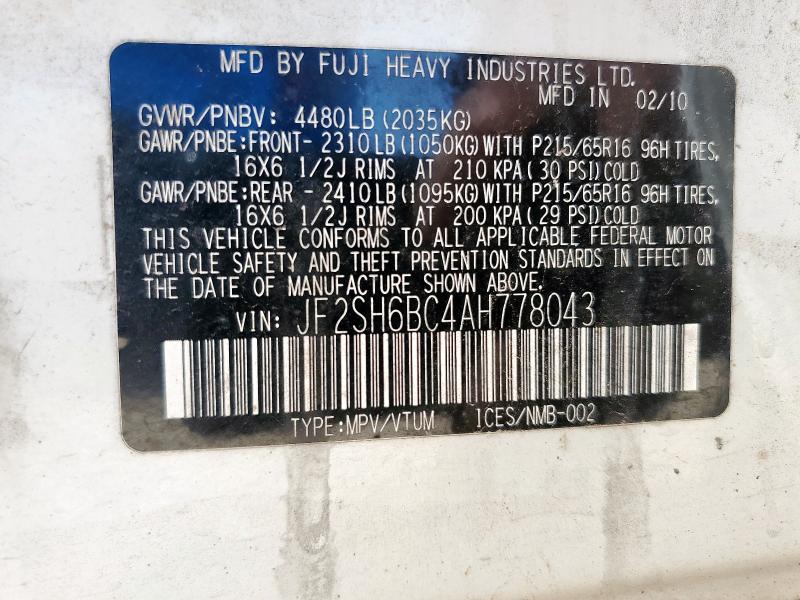 MFD BY FUJI HEAVY INDUSTRIES LTD.
MFD IN 02/10
GVWR/PNBV: 4480LB(2035KG)
GAWR/PNBE:FRONT- 2310LB(1050KG)WITH P215/65R16 96H TIRES,
16X6 1/2J RIMS AT 210 KPA(30 PSI)COLD
GAWR/PNBE:REAR - 2410LB(1095KG)WITH P215/65R16 96H TIRES,
16X6 1/2J RIMS AT 200 KPA(29 PSI)COLD
THIS VEHICLE CONFORMS TO ALL APPLICABLE FEDERAL MOTOR
VEHICLE SAFETY AND THEFT PREVENTION STANDARDS IN EFFECT ON
THE DATE OF MANUFACTURE SHOWN ABOVE.
VIN: JF2SH6BC4AH778043
TYPE:MPV/VTUM ICES/NMB-002